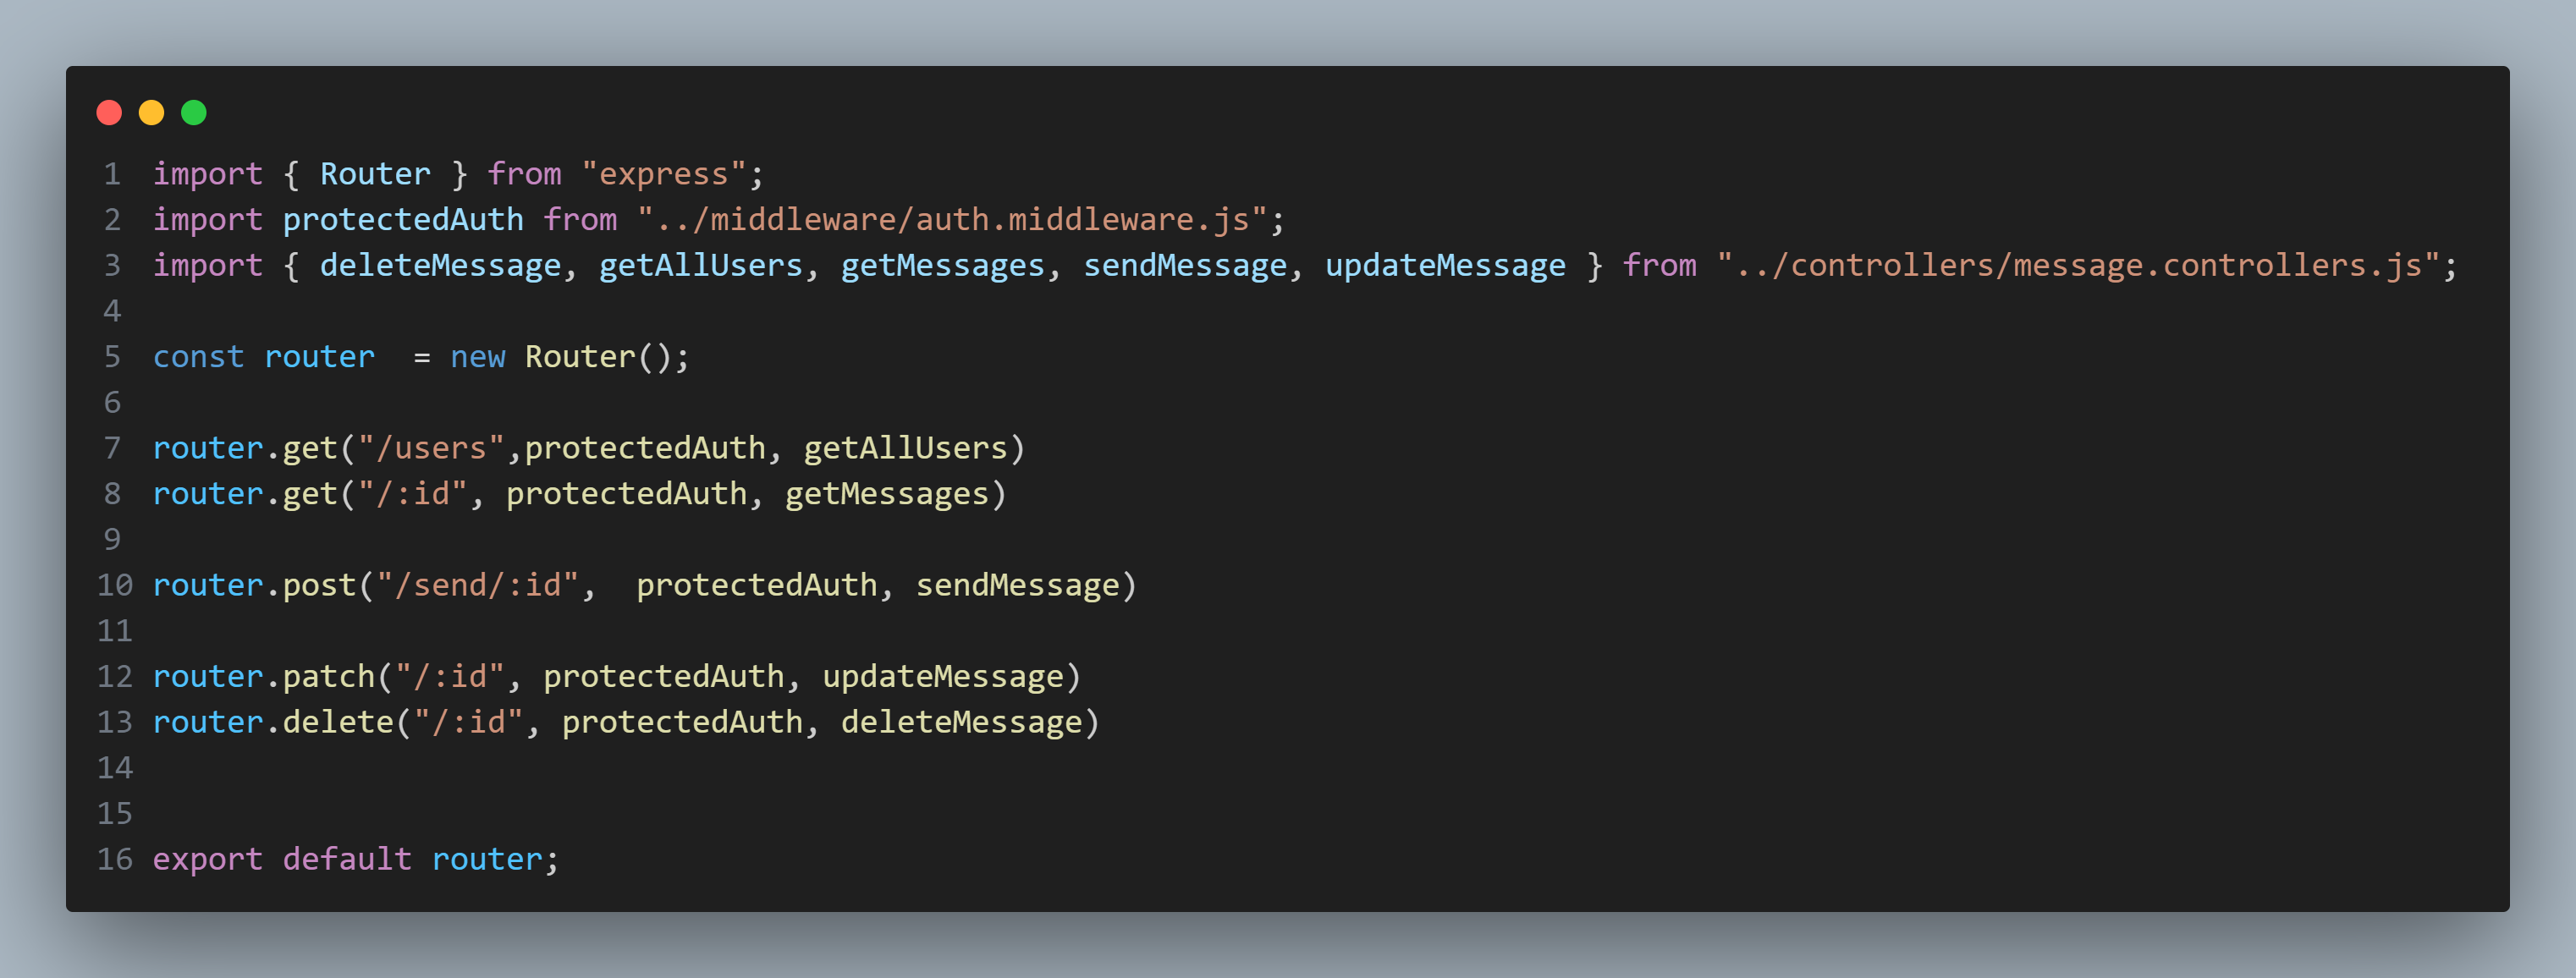 1 import { Router } from "express";
2 import protectedAuth from "../middleware/auth.middleware.js";
3 import { deleteMessage, getAllUsers, getMessages, sendMessage, updateMessage } from "../controllers/message.controllers.js";
4
5 const router  = new Router();
6
7 router.get("/users",protectedAuth, getAllUsers)
8 router.get("/:id", protectedAuth, getMessages)
9
10 router.post("/send/:id",  protectedAuth, sendMessage)
11
12 router.patch("/:id", protectedAuth, updateMessage)
13 router.delete("/:id", protectedAuth, deleteMessage)
14
15
16 export default router;